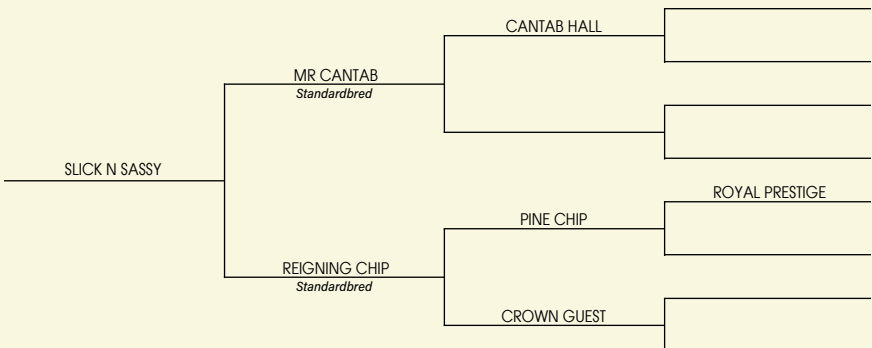 CANTAB HALL
MR CANTAB
Standardbred
SLICK N SASSY
ROYAL PRESTIGE
PINE CHIP
REIGNING CHIP
Standardbred
CROWN GUEST